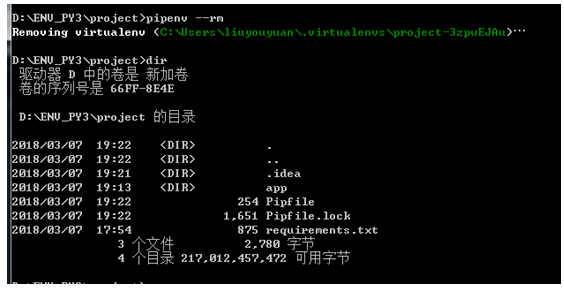 D:\ENV_PY3\project>pipenv --rm
Removing virtualenv (C:\Users\liuyouyuan\.virtualenvs\project-3zpwEJAu)…
D:\ENV_PY3\project>dir
驱动器 D 中的卷是 新加卷
卷的序列号是 66FF-8E4E
D:\ENV_PY3\project 的目录
2018/03/07 19:22 <DIR> .
2018/03/07 19:22 <DIR> ..
2018/03/07 19:21 <DIR> .idea
2018/03/07 19:13 <DIR> app
2018/03/07 19:22 254 Pipfile
2018/03/07 19:22 1,651 Pipfile.lock
2018/03/07 17:54 875 requirements.txt
3 个文件 2,780 字节
4 个目录 217,012,457,472 可用字节